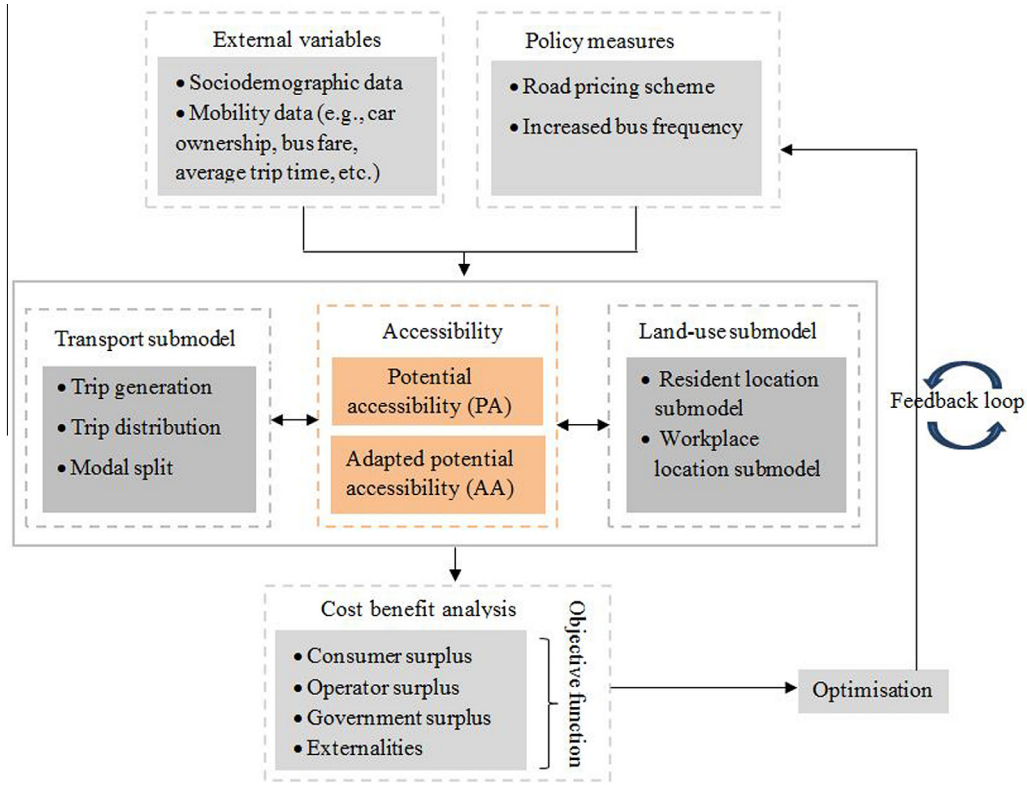 External variables
• Sociodemographic data
• Mobility data (e.g., car
ownership, bus fare,
average trip time, etc.)
Policy measures
• Road pricing scheme
• Increased bus frequency
Transport submodel
• Trip generation
• Trip distribution
• Modal split
Accessibility
Potential
accessibility (PA)
Adapted potential
accessibility (AA)
Land-use submodel
• Resident location
submodel
• Workplace
location submodel
Feedback loop
Cost benefit analysis
• Consumer surplus
• Operator surplus
• Government surplus
• Externalities
Objective function
Optimisation